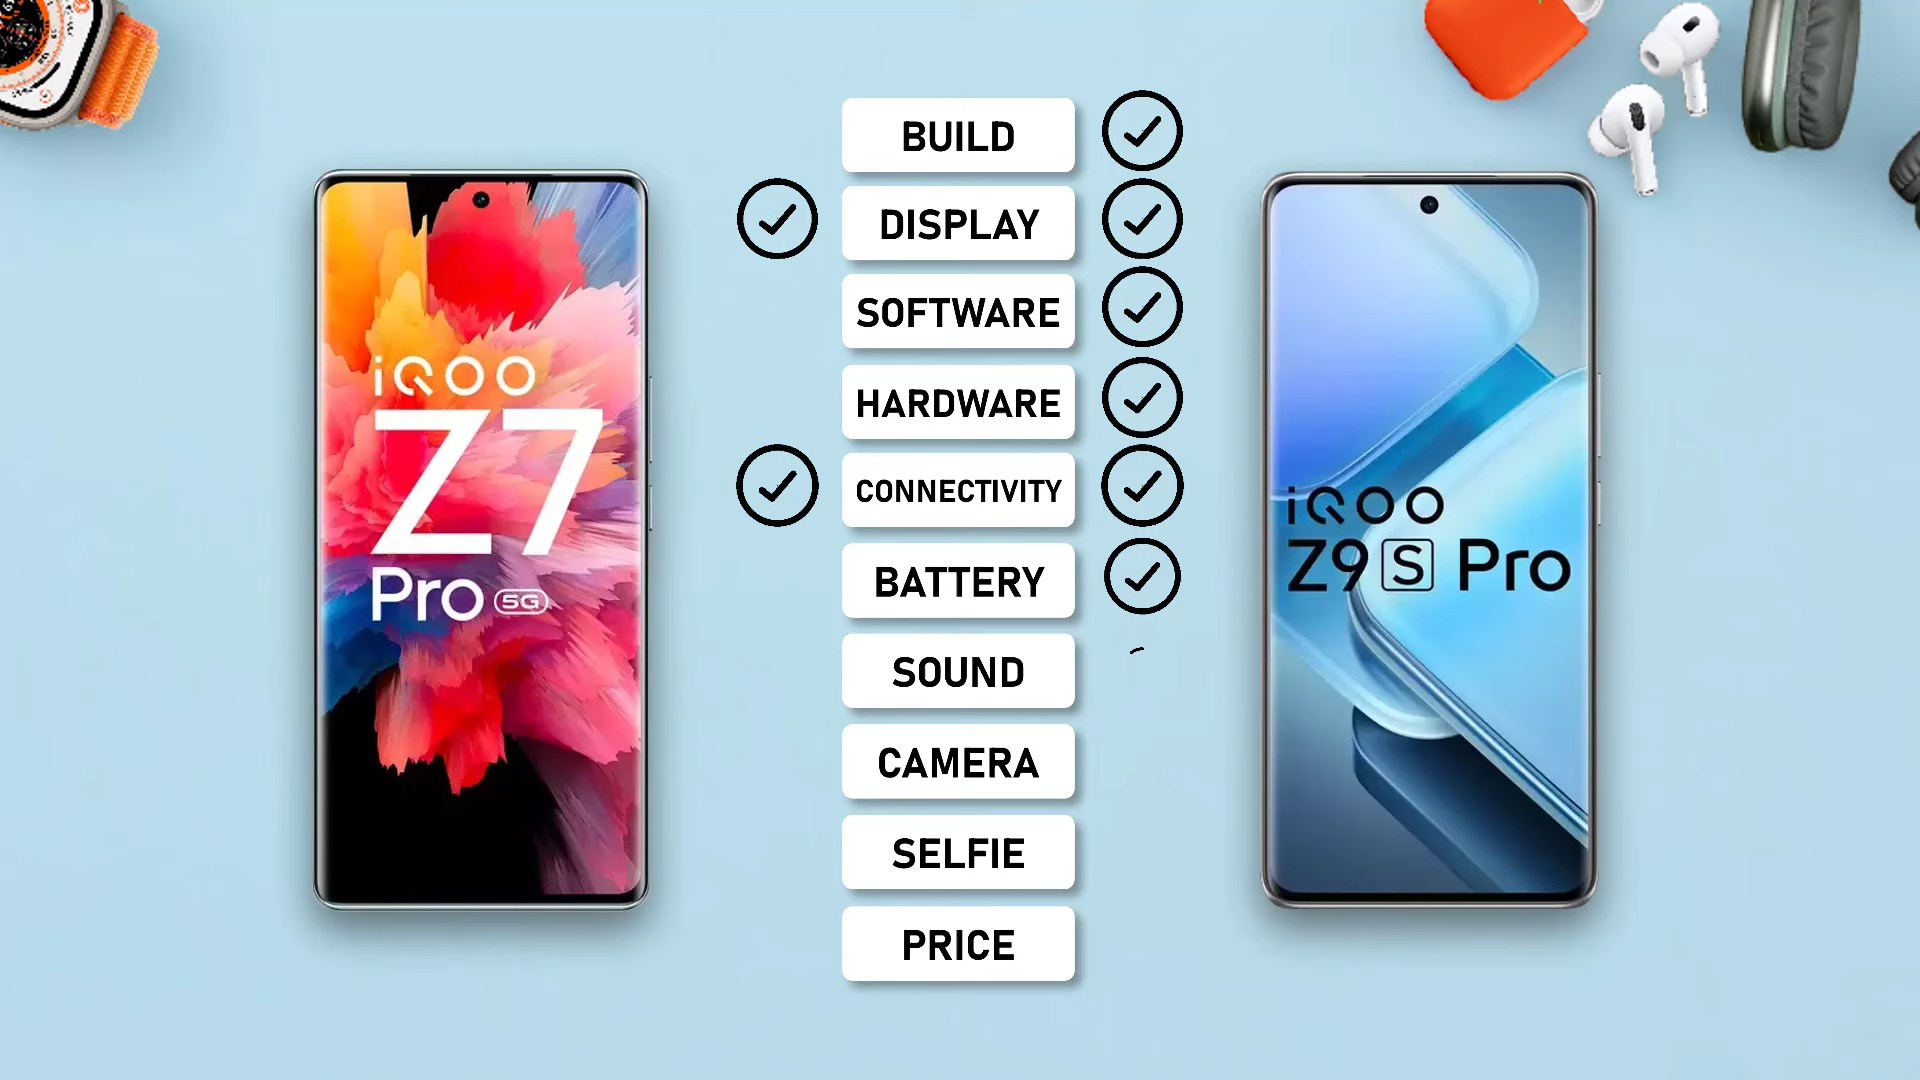 BUILD
DISPLAY
SOFTWARE
HARDWARE
CONNECTIVITY
BATTERY
SOUND
CAMERA
SELFIE
PRICE
iQOO
Z7
Pro 5G
iQOO
Z9 S Pro